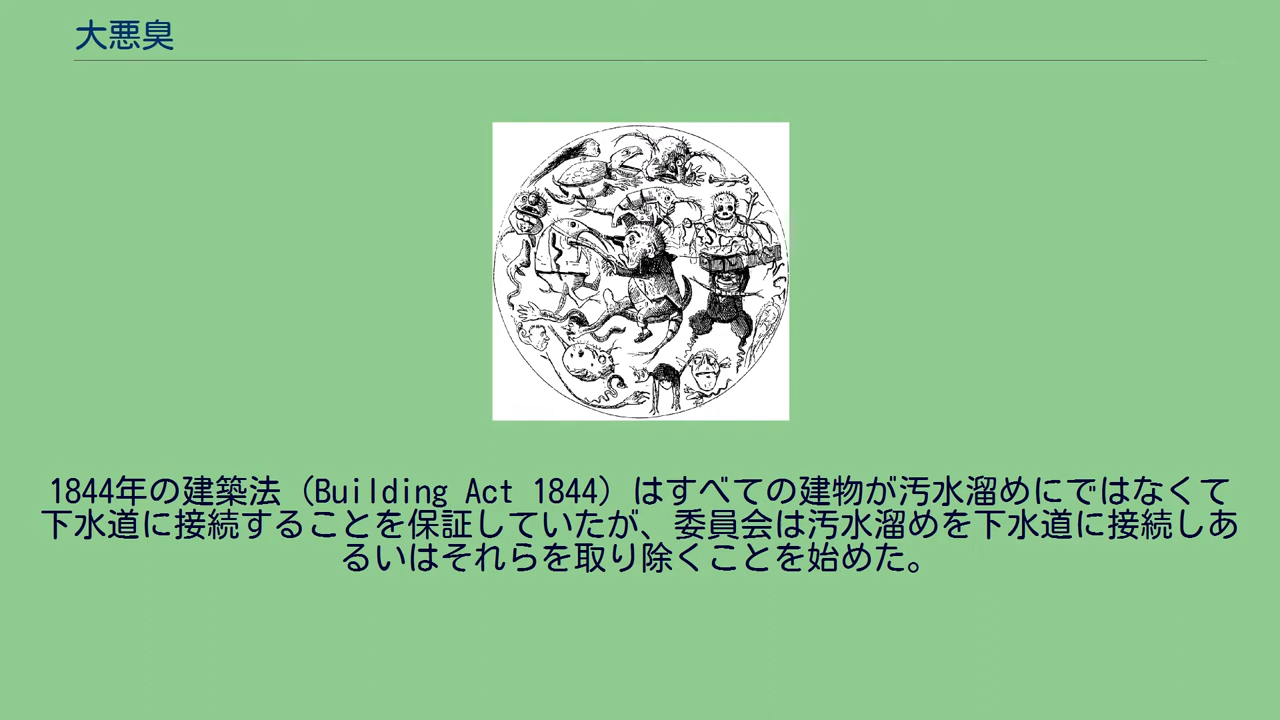 大悪臭
1844年の建築法（Building Act 1844）はすべての建物が汚水溜めにではなくて
下水道に接続することを保証していたが、委員会は汚水溜めを下水道に接続しあ
るいはそれらを取り除くことを始めた。